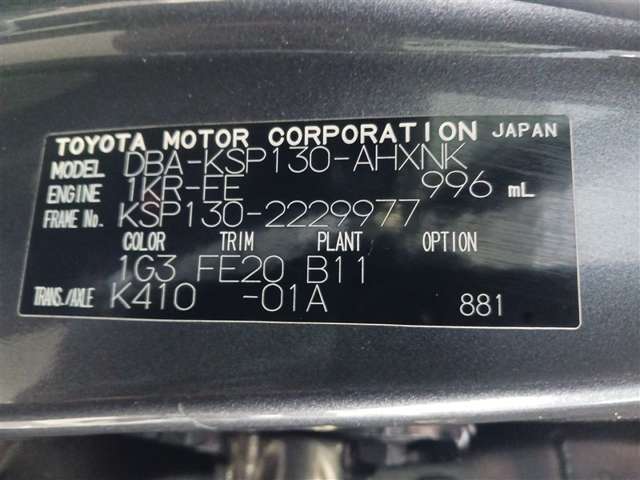 TOYOTA MOTOR CORPORATION JAPAN
MODEL DBA-KSP130-AHXNK
ENGINE 1KR-FE 996 mL
FRAME No. KSP130-2229977
COLOR TRIM PLANT OPTION
1G3 FE20 B11
TRANS./AXLE K410 -01A 881